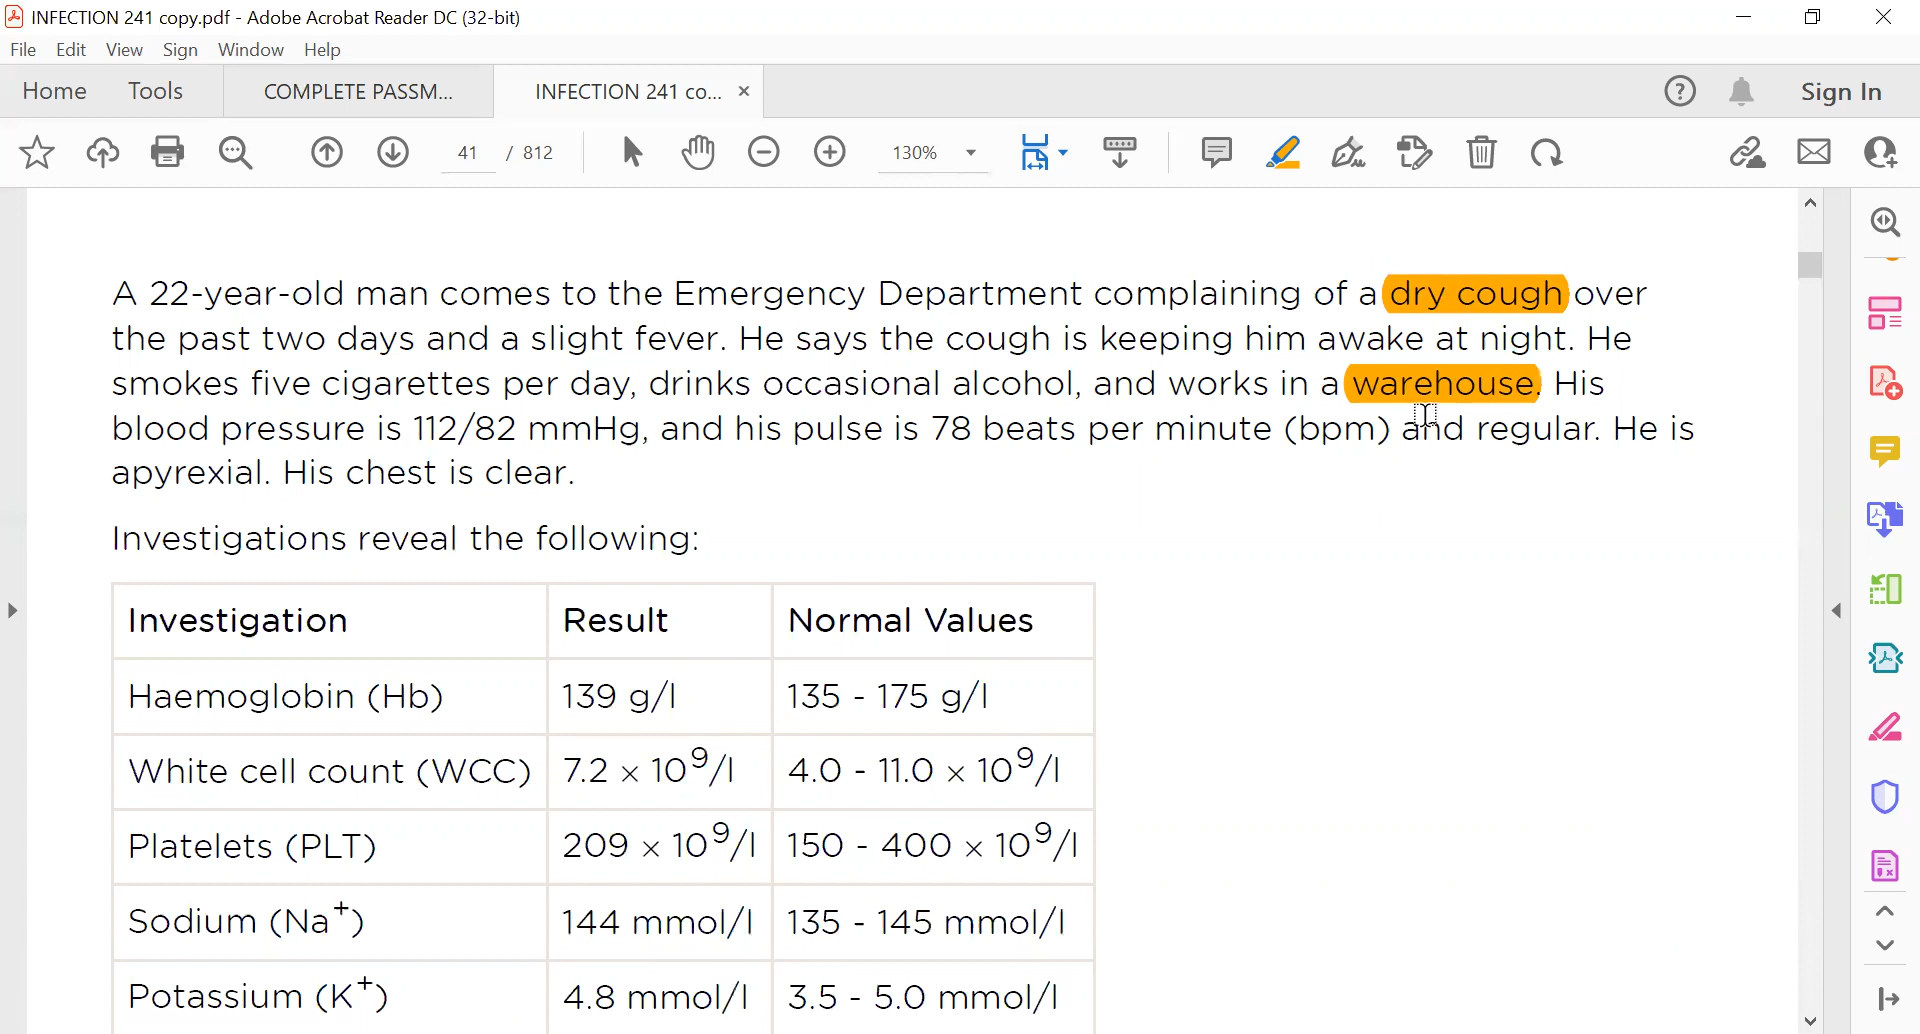 INFECTION 241 copy.pdf - Adobe Acrobat Reader DC (32-bit)
File Edit View Sign Window Help
Home Tools COMPLETE PASSM... INFECTION 241 co... × Sign In
41 / 812 130%
A 22-year-old man comes to the Emergency Department complaining of a dry cough over
the past two days and a slight fever. He says the cough is keeping him awake at night. He
smokes five cigarettes per day, drinks occasional alcohol, and works in a warehouse. His
blood pressure is 112/82 mmHg, and his pulse is 78 beats per minute (bpm) and regular. He is
apyrexial. His chest is clear.
Investigations reveal the following:
Investigation Result Normal Values
Haemoglobin (Hb) 139 g/l 135 - 175 g/l
White cell count (WCC) 7.2 × 10⁹/l 4.0 - 11.0 × 10⁹/l
Platelets (PLT) 209 × 10⁹/l 150 - 400 × 10⁹/l
Sodium (Na⁺) 144 mmol/l 135 - 145 mmol/l
Potassium (K⁺) 4.8 mmol/l 3.5 - 5.0 mmol/l